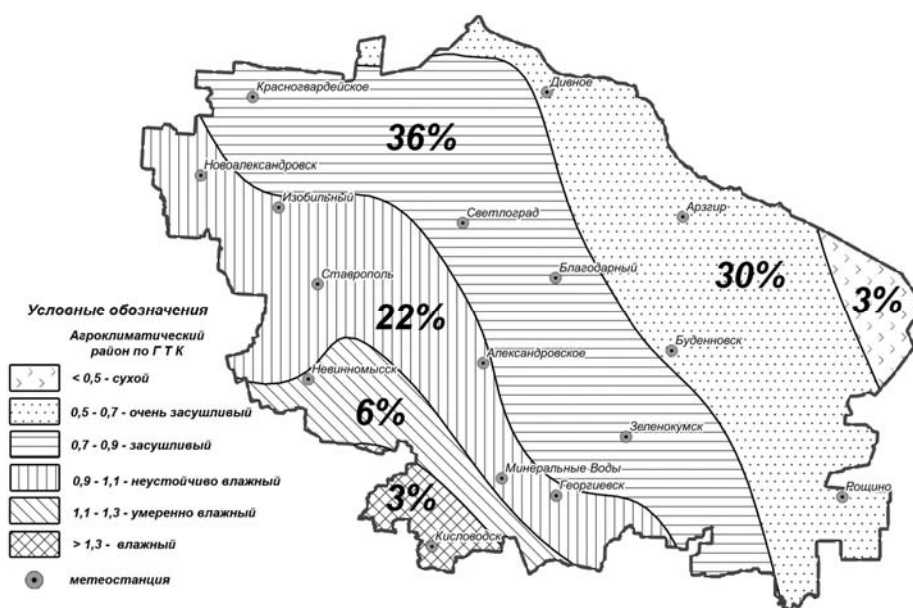 Красногвардейское
Дивное
36%
Новоалександровск
Изобильный
Светлоград
Арзгир
Ставрополь
Благодарный
30%
3%
22%
Буденновск
Александровское
Невинномысск
6%
Зеленокумск
Минеральные Воды
Георгиевск
Рощино
3%
Кисловодск
Условные обозначения
Агроклиматический
район по Г Т К
< 0,5 - сухой
0,5 - 0,7 - очень засушливый
0,7 - 0,9 - засушливый
0,9 - 1,1 - неустойчиво влажный
1,1 - 1,3 - умеренно влажный
> 1,3 - влажный
метеостанция